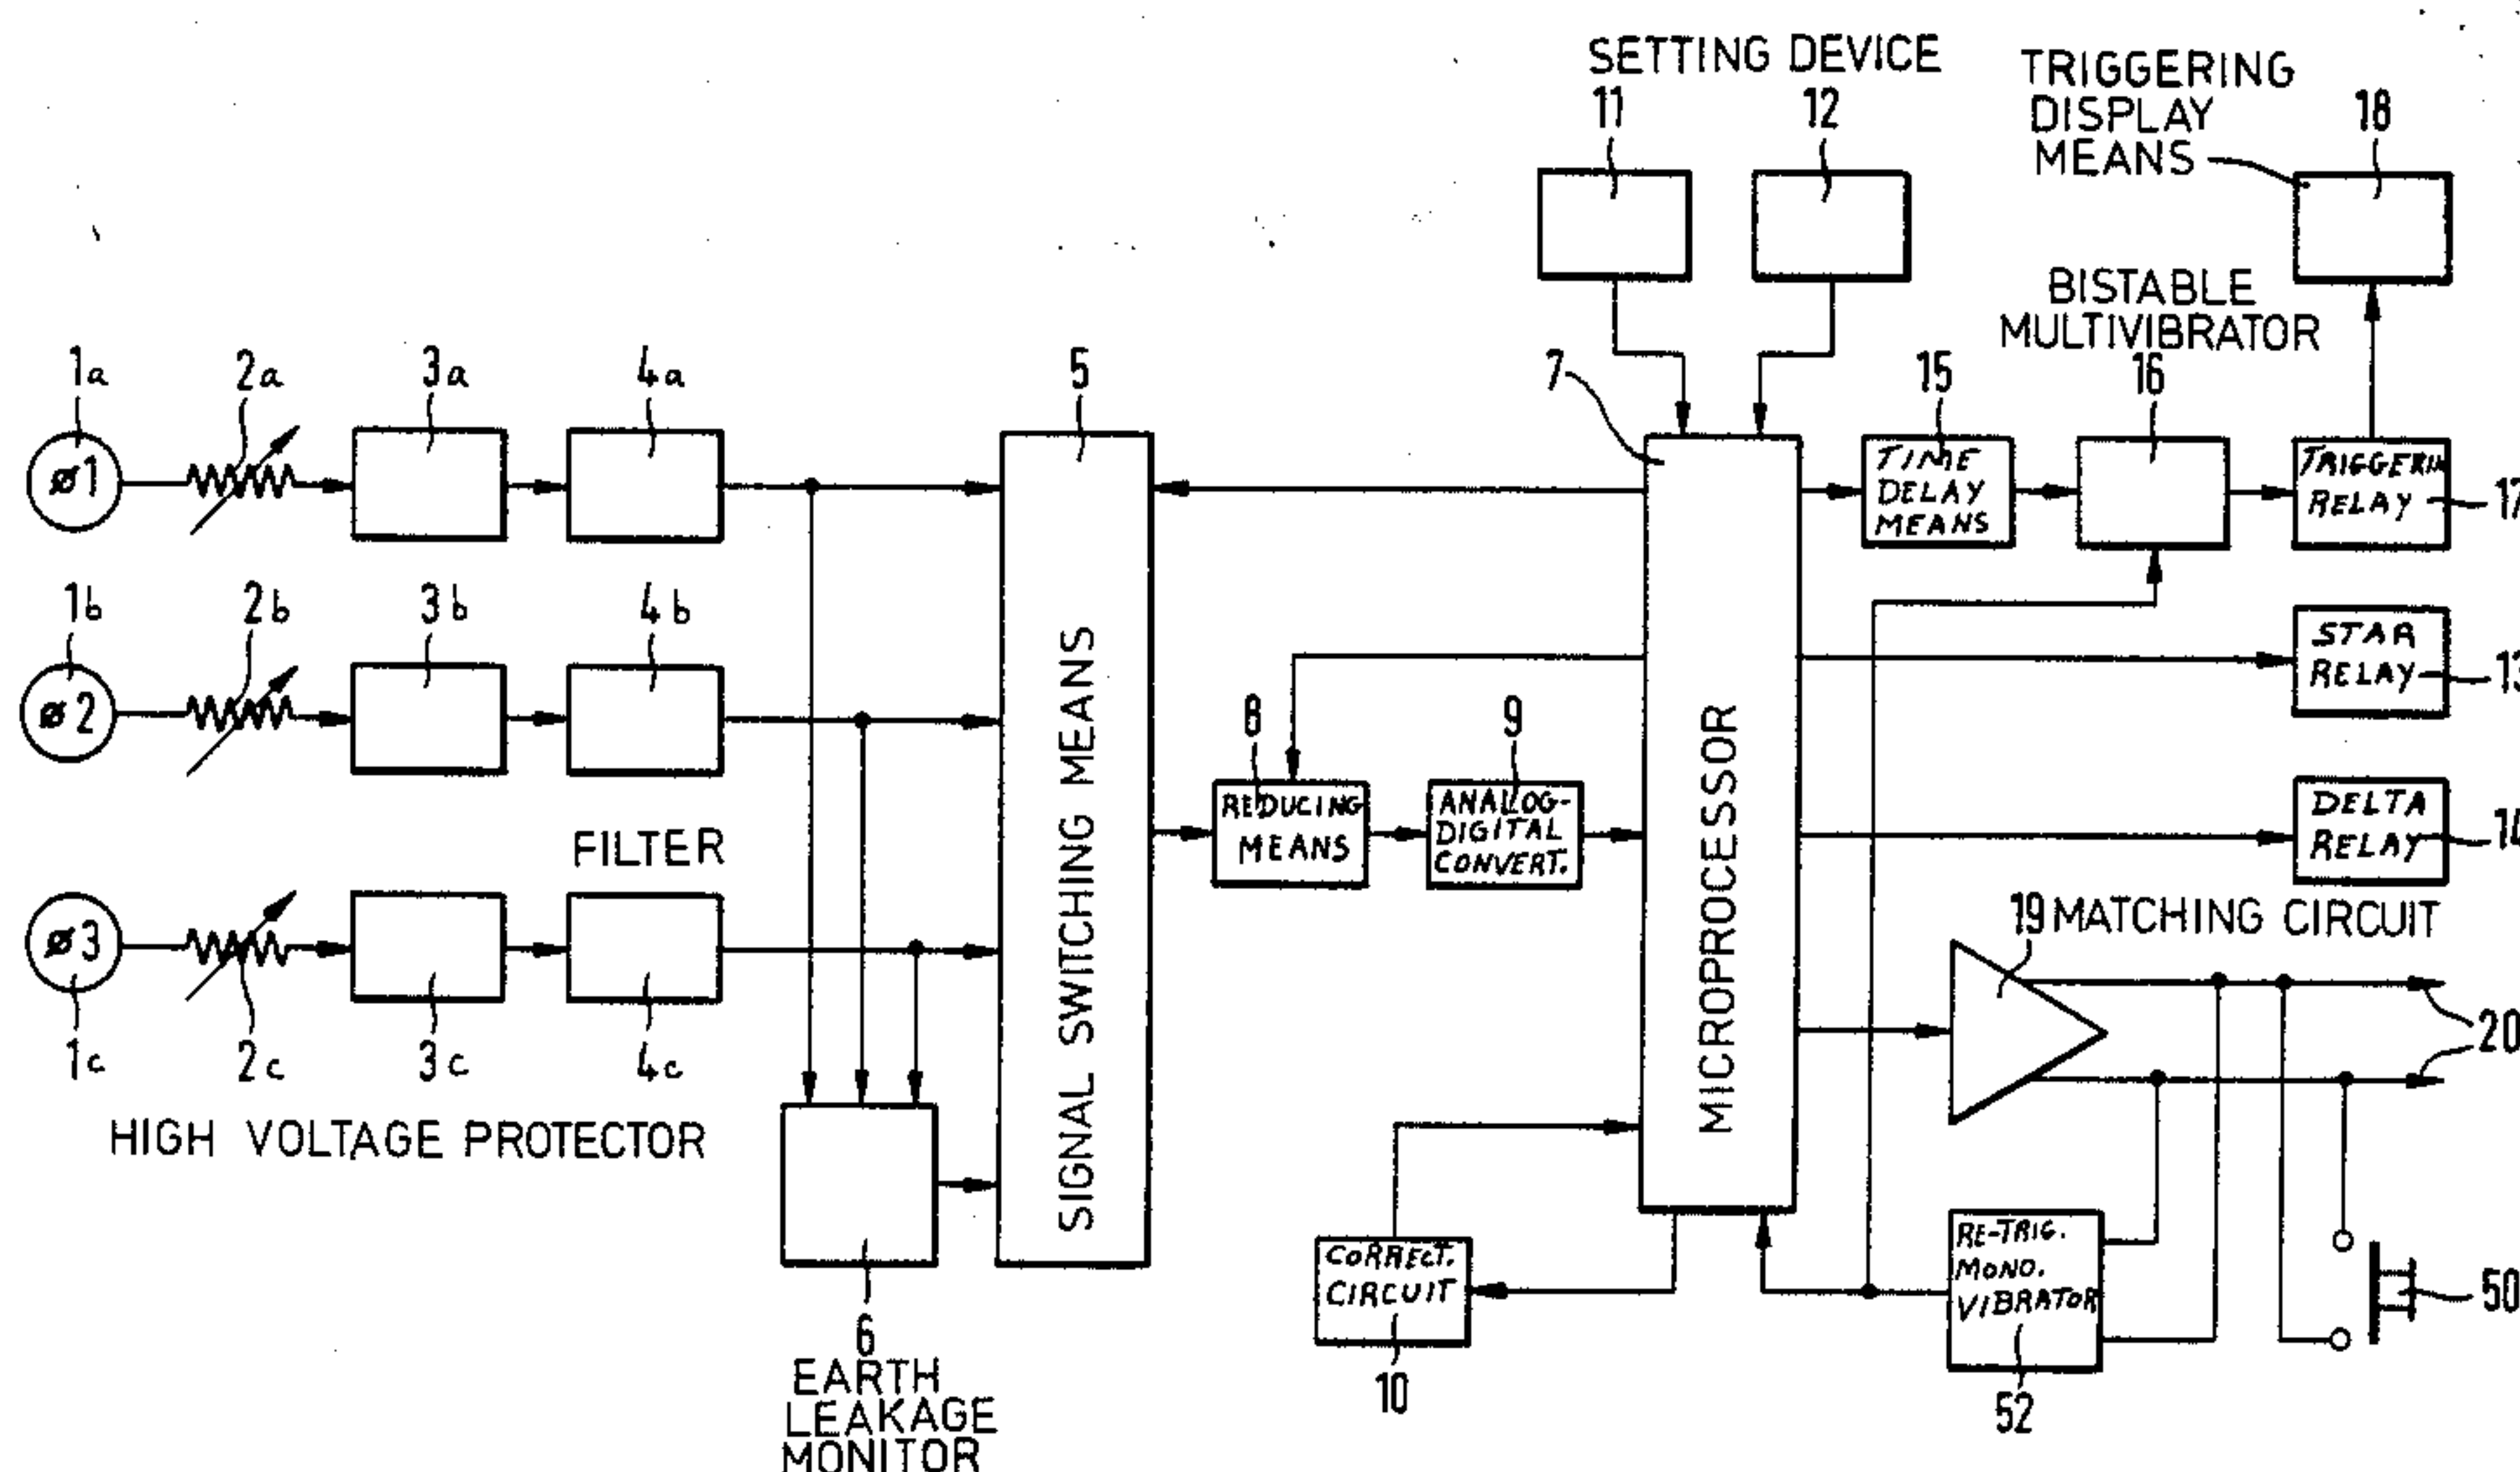 SETTING DEVICE
11
12
TRIGGERING
DISPLAY
MEANS
18
BISTABLE
MULTIVIBRATOR
1a
2a
3a
4a
5
7
15
16
ø1
TIME
DELAY
MEANS
TRIGGERIN
RELAY
17
1b
2b
3b
4b
ø2
STAR
RELAY
13
8
9
REDUCING
MEANS
ANALOG-
DIGITAL
CONVERT.
DELTA
RELAY
14
FILTER
SIGNAL SWITCHING MEANS
MICROPROCESSOR
19 MATCHING CIRCUIT
ø3
1c
2c
3c
4c
20
HIGH VOLTAGE PROTECTOR
CORRECT.
CIRCUIT
10
RE-TRIG.
MONO.
VIBRATOR
52
50
6
EARTH
LEAKAGE
MONITOR